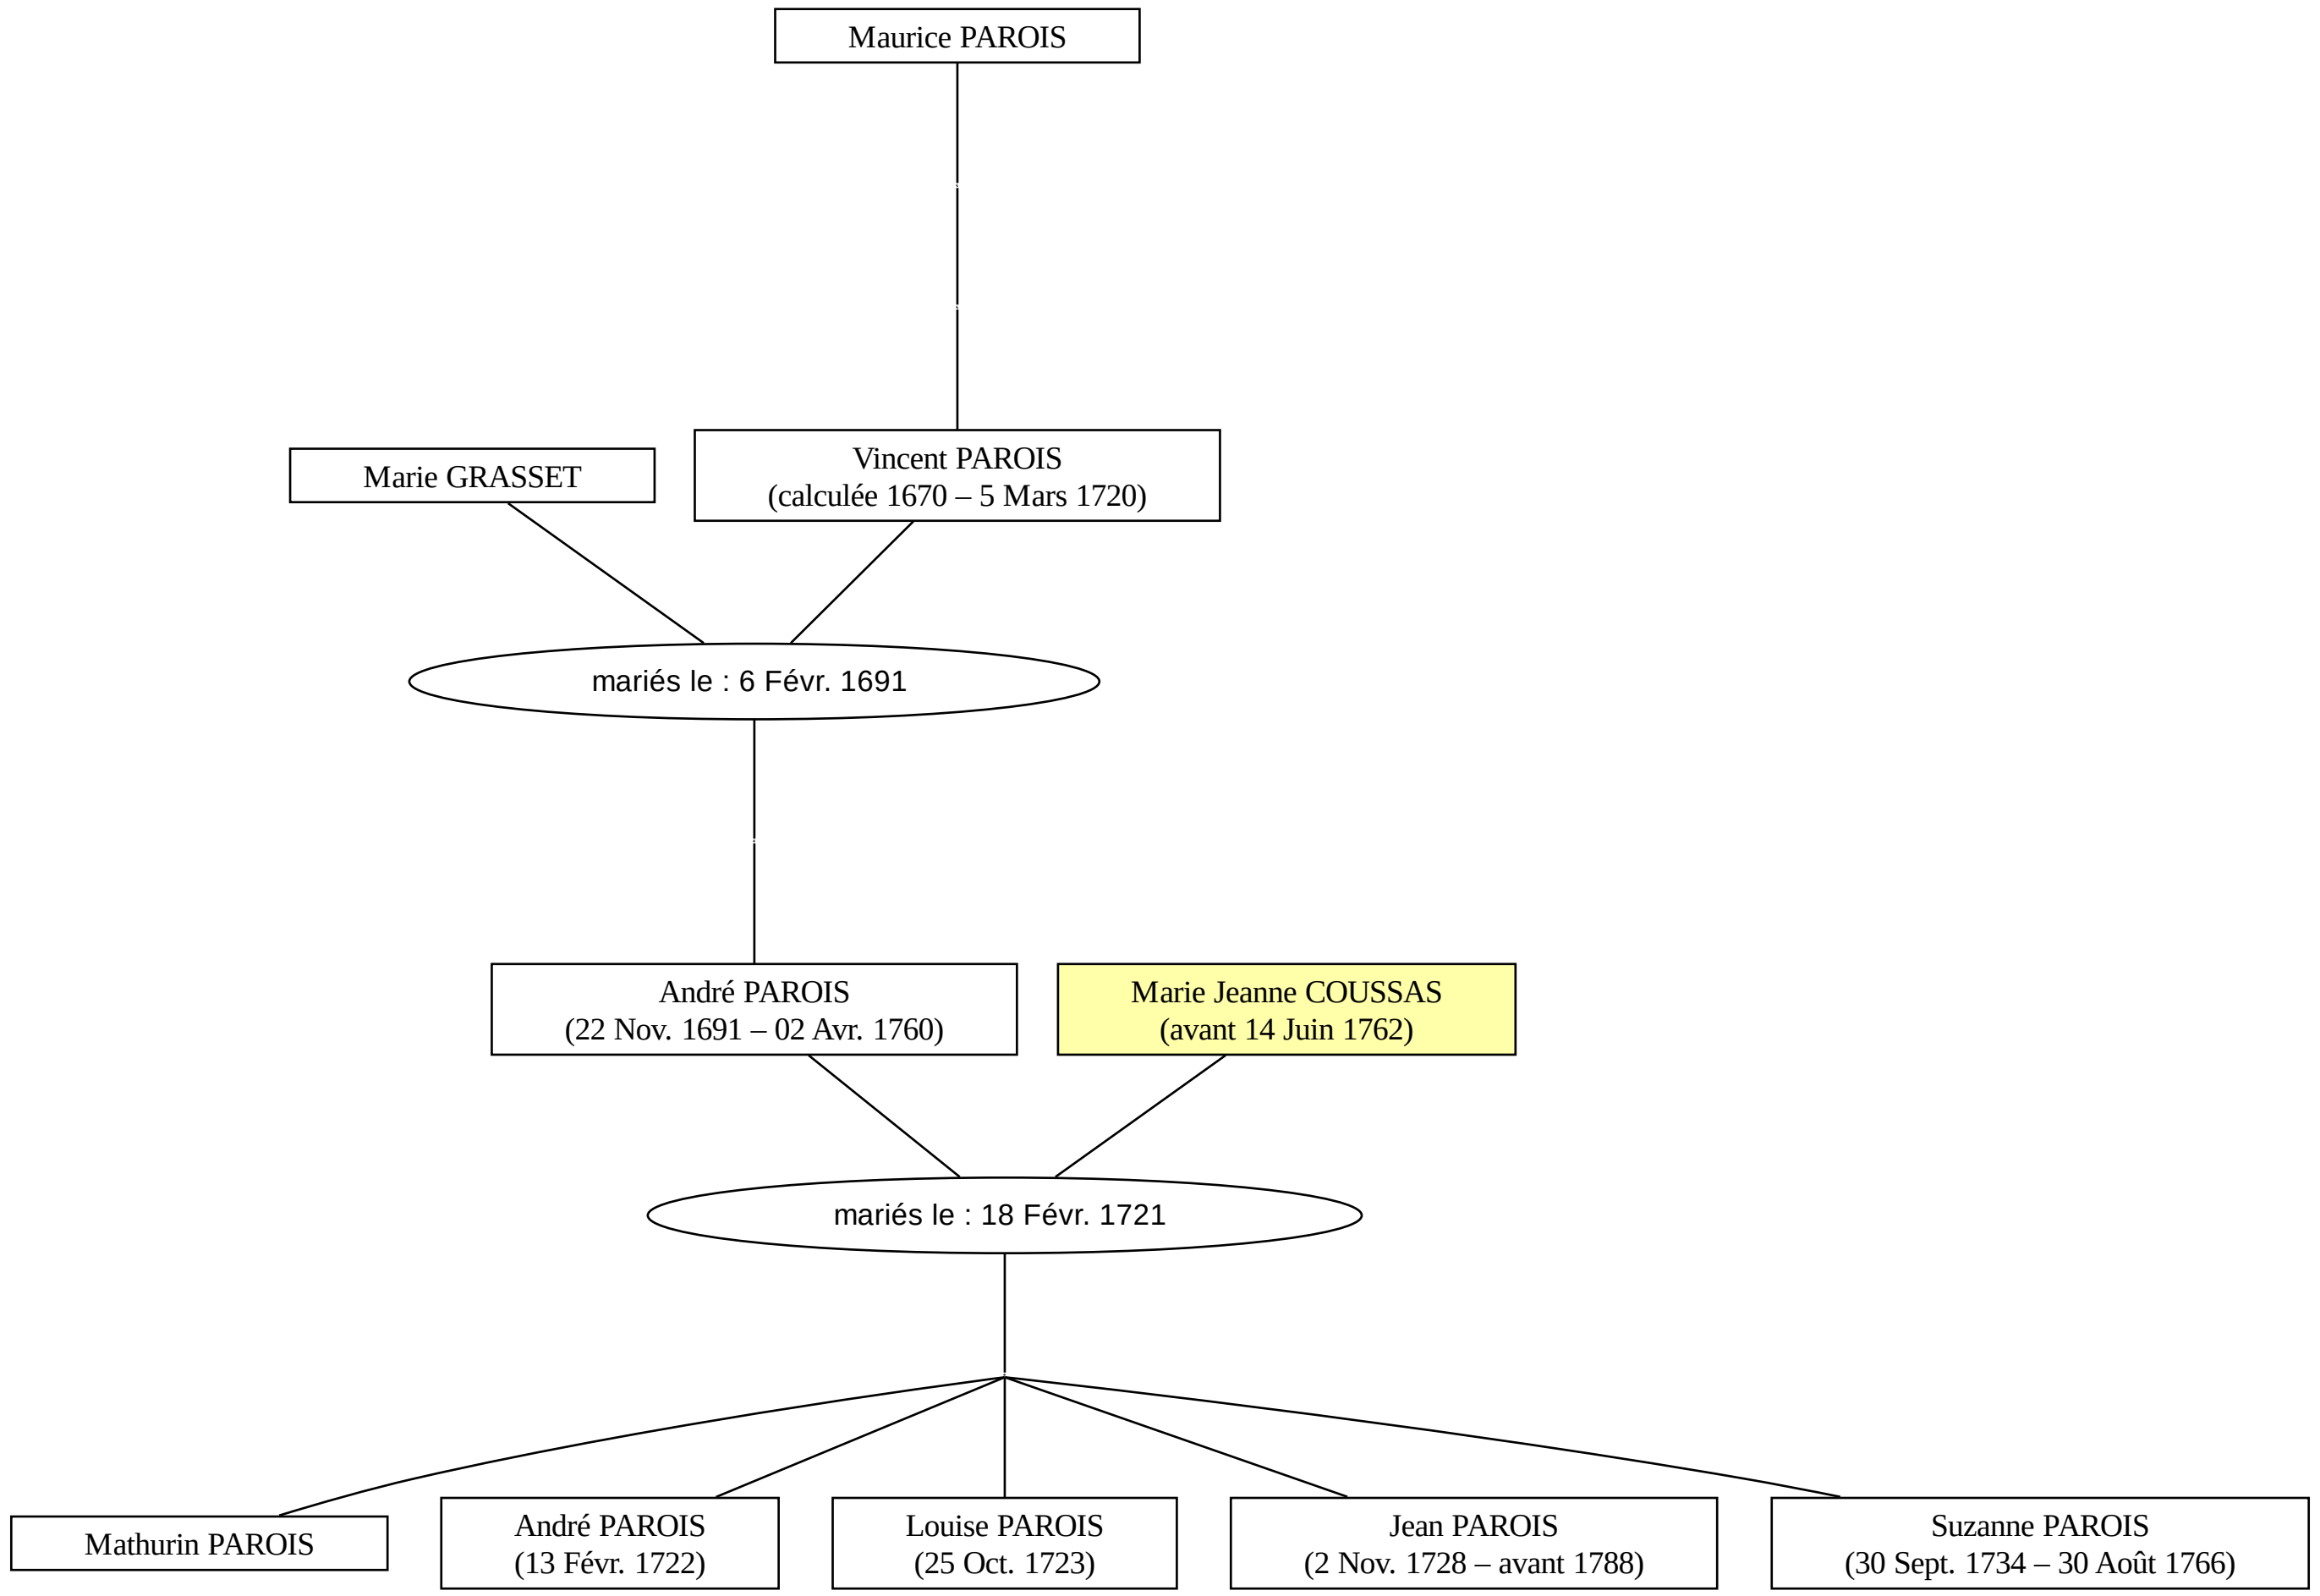 Maurice PAROIS
Marie GRASSET
Vincent PAROIS
(calculée 1670 – 5 Mars 1720)
mariés le : 6 Févr. 1691
André PAROIS
(22 Nov. 1691 – 02 Avr. 1760)
Marie Jeanne COUSSAS
(avant 14 Juin 1762)
mariés le : 18 Févr. 1721
Mathurin PAROIS
André PAROIS
(13 Févr. 1722)
Louise PAROIS
(25 Oct. 1723)
Jean PAROIS
(2 Nov. 1728 – avant 1788)
Suzanne PAROIS
(30 Sept. 1734 – 30 Août 1766)